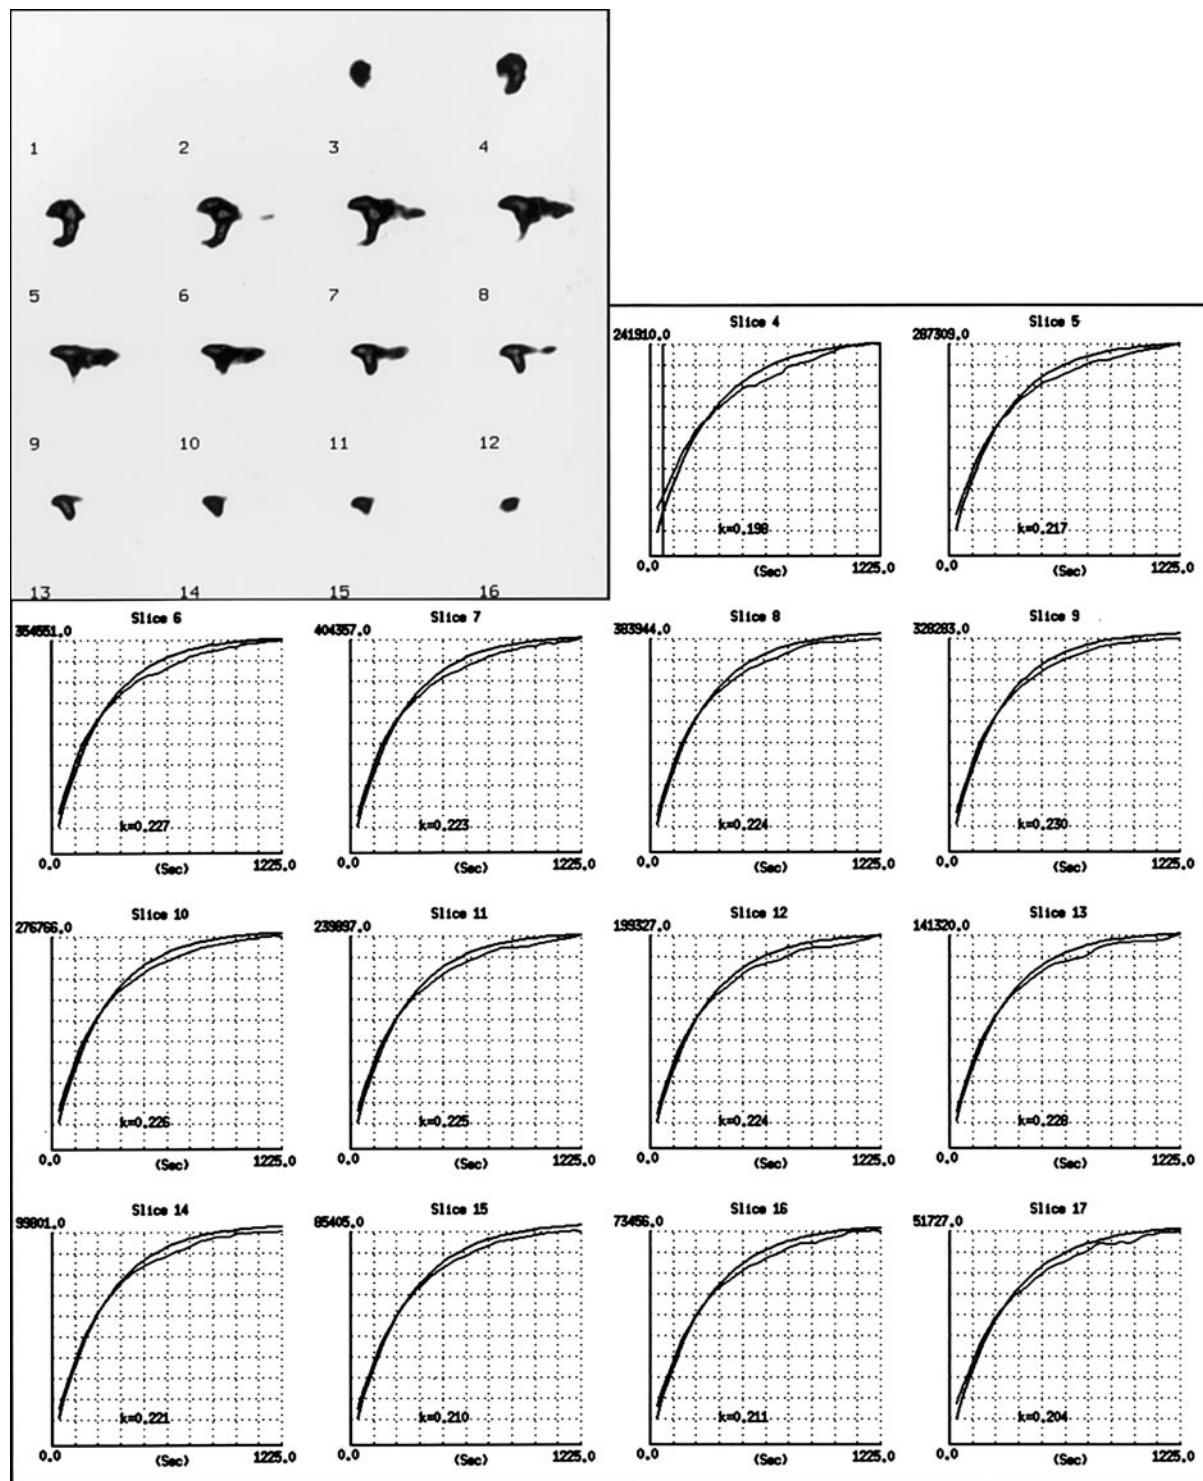 1 2 3 4
5 6 7 8
9 10 11 12
13 14 15 16
Slice 4
241910.0
k=0.198
0.0 (Sec) 1225.0
Slice 5
287309.0
k=0.217
0.0 (Sec) 1225.0
Slice 6
354551.0
k=0.227
0.0 (Sec) 1225.0
Slice 7
404357.0
k=0.223
0.0 (Sec) 1225.0
Slice 8
383944.0
k=0.224
0.0 (Sec) 1225.0
Slice 9
328283.0
k=0.230
0.0 (Sec) 1225.0
Slice 10
276766.0
k=0.226
0.0 (Sec) 1225.0
Slice 11
239897.0
k=0.225
0.0 (Sec) 1225.0
Slice 12
199327.0
k=0.224
0.0 (Sec) 1225.0
Slice 13
141320.0
k=0.228
0.0 (Sec) 1225.0
Slice 14
99801.0
k=0.221
0.0 (Sec) 1225.0
Slice 15
85405.0
k=0.210
0.0 (Sec) 1225.0
Slice 16
73456.0
k=0.211
0.0 (Sec) 1225.0
Slice 17
51727.0
k=0.204
0.0 (Sec) 1225.0